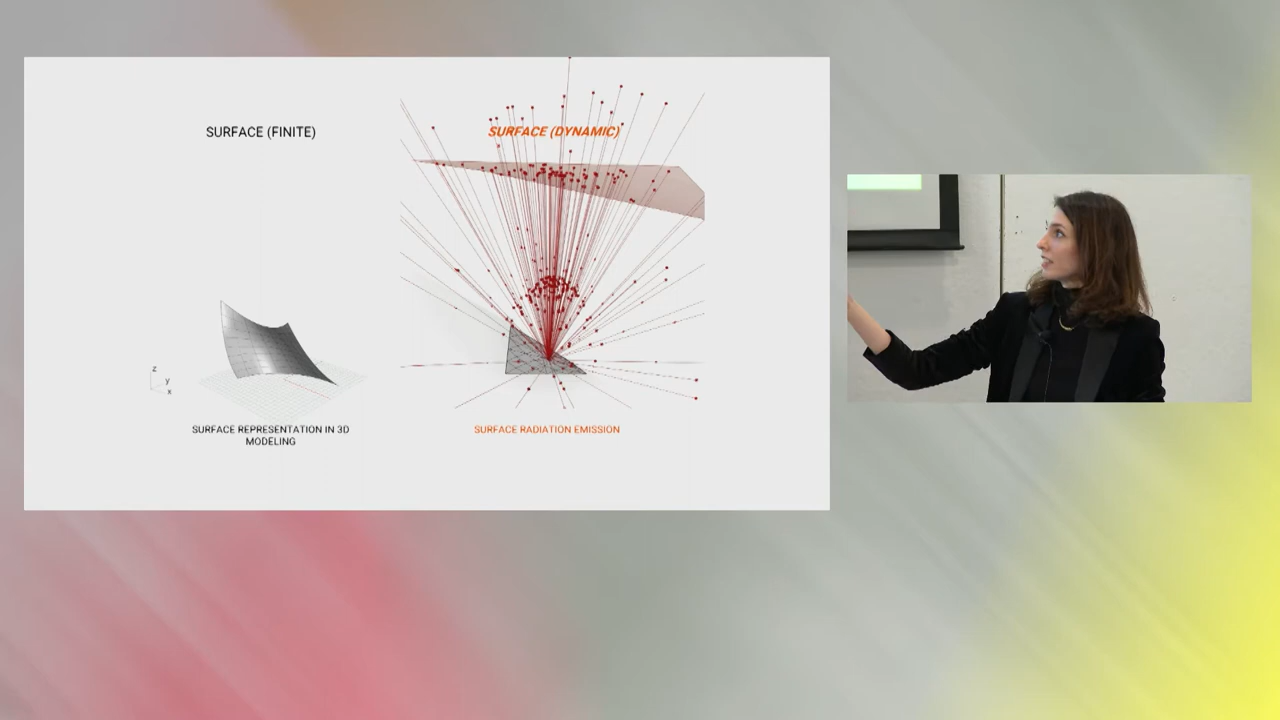 SURFACE (FINITE)
SURFACE (DYNAMIC)
z
y
x
SURFACE REPRESENTATION IN 3D
MODELING
SURFACE RADIATION EMISSION